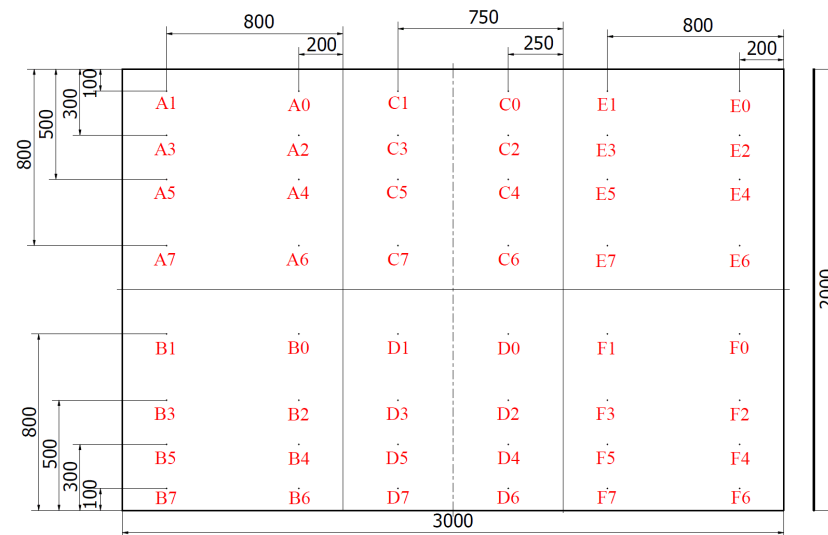 800 750 800
200 250 200
100
300
500
800
A1 A0 C1 C0 E1 E0
A3 A2 C3 C2 E3 E2
A5 A4 C5 C4 E5 E4
A7 A6 C7 C6 E7 E6
2000
B1 B0 D1 D0 F1 F0
B3 B2 D3 D2 F3 F2
B5 B4 D5 D4 F5 F4
B7 B6 D7 D6 F7 F6
800
500
300
100
3000